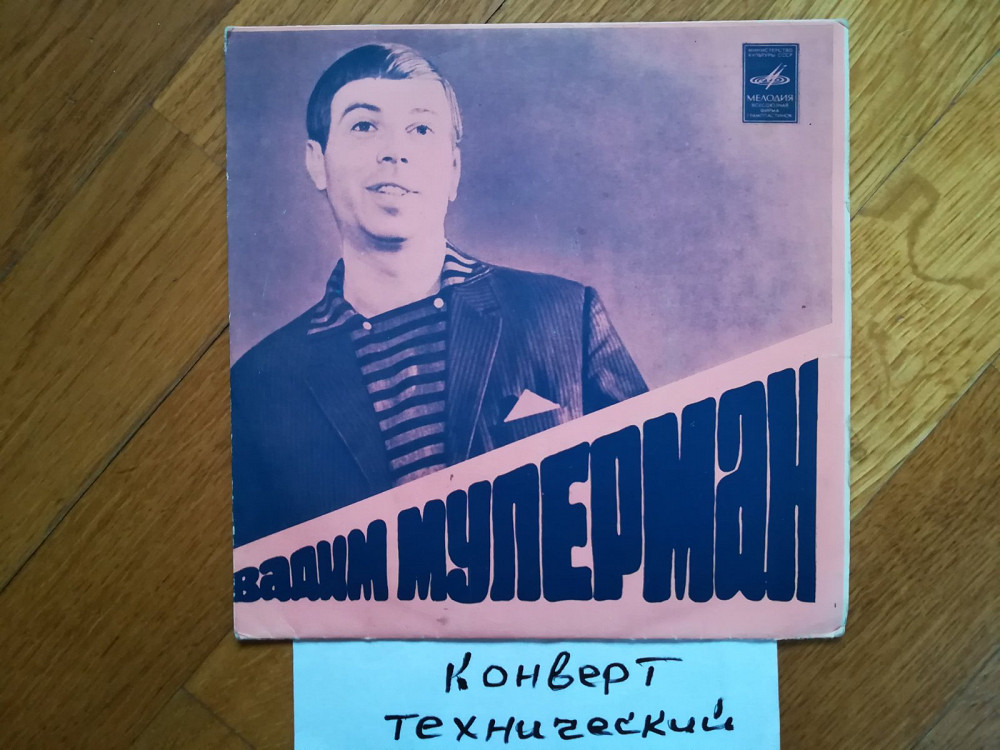 МИНИСТЕРСТВО
КУЛЬТУРЫ СССР
МЕЛОДИЯ
ВСЕСОЮЗНАЯ
ФИРМА
ГРАМПЛАСТИНОК
ВАДИМ МУЛЕРМАН
Конверт
технический